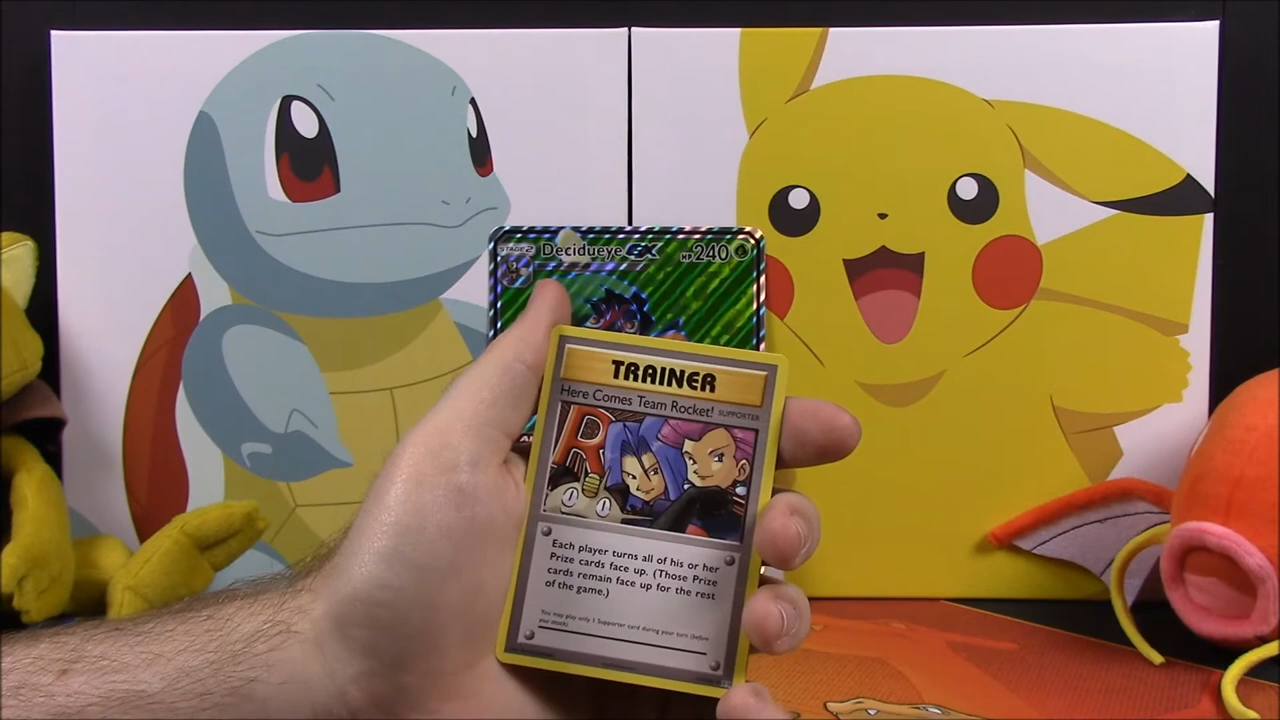 STAGE 2 Decidueye GX HP 240
TRAINER
Here Comes Team Rocket! SUPPORTER
R
Each player turns all of his or her
Prize cards face up. (Those Prize
cards remain face up for the rest
of the game.)
You may play only 1 Supporter card during your turn (before
your attack).